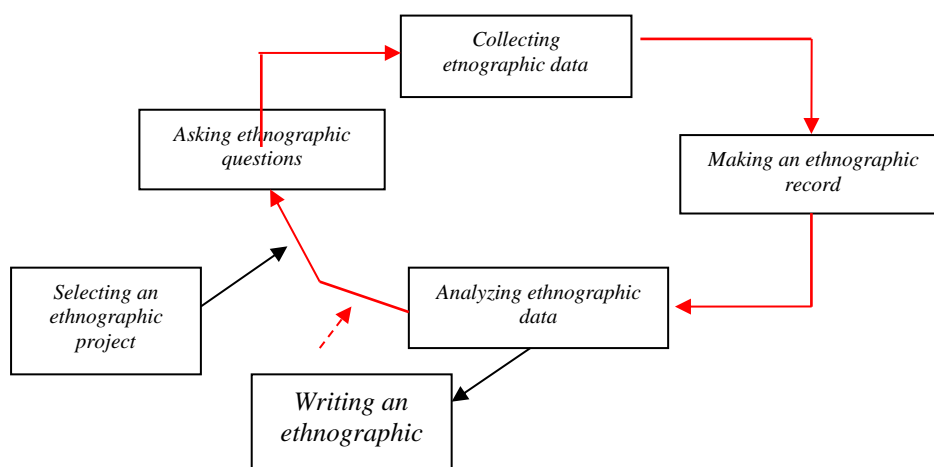 Collecting
etnographic data
Asking ethnographic
questions
Making an ethnographic
record
Selecting an
ethnographic
project
Analyzing ethnographic
data
Writing an
ethnographic